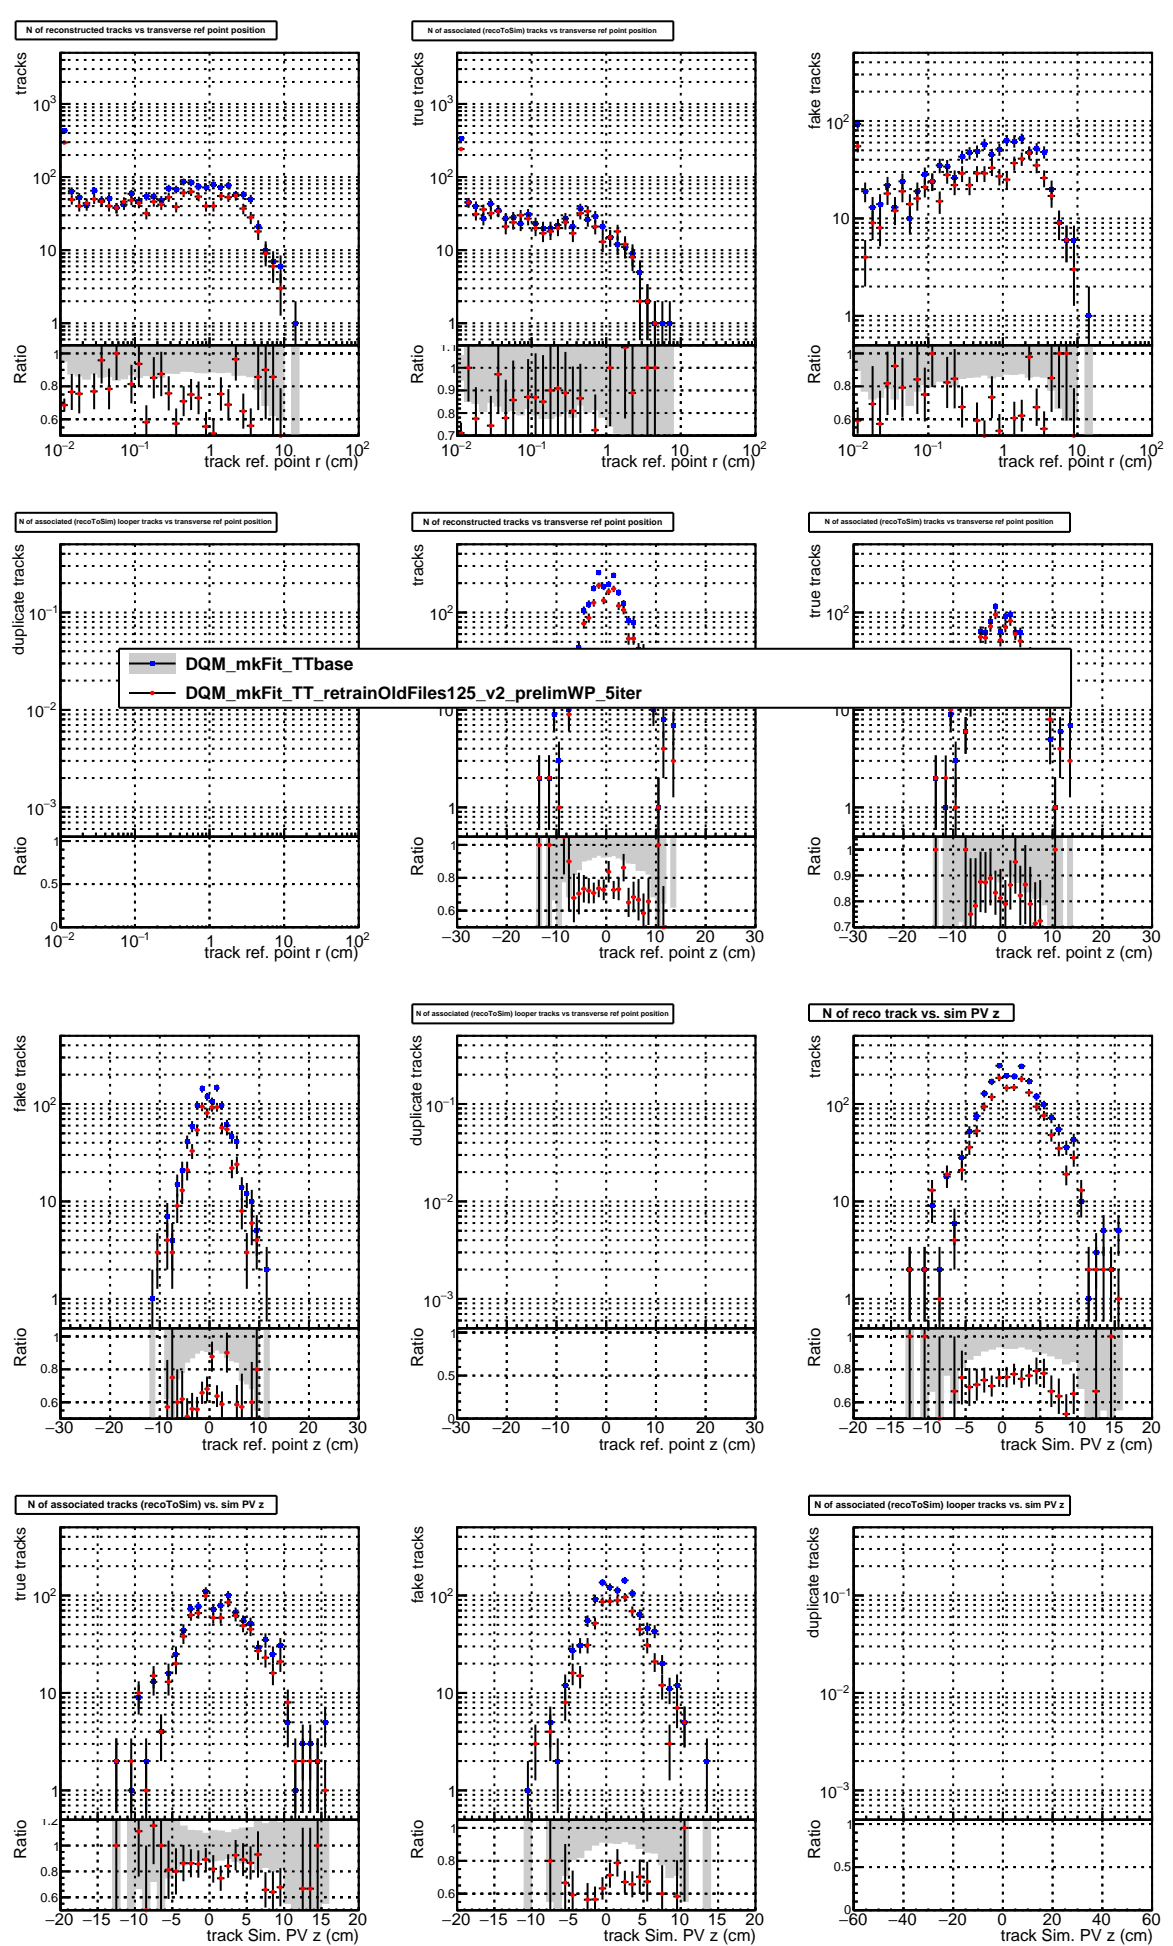 N of reconstructed tracks vs transverse ref point position
N of associated (recoToSim) tracks vs transverse ref point position
tracks
10³
10²
10
1
Ratio
1
0.8
0.6
10⁻² 10⁻¹ 1 10 10²
track ref. point r (cm)
true tracks
10³
10²
10
1
Ratio
1.1
1
0.9
0.8
0.7
10⁻² 10⁻¹ 1 10 10²
track ref. point r (cm)
fake tracks
10²
10
1
Ratio
1
0.8
0.6
10⁻² 10⁻¹ 1 10 10²
track ref. point r (cm)
N of associated (recoToSim) looper tracks vs transverse ref point position
N of reconstructed tracks vs transverse ref point position
N of associated (recoToSim) tracks vs transverse ref point position
duplicate tracks
10⁻¹
10⁻²
10⁻³
Ratio
1
0.5
0
10⁻² 10⁻¹ 1 10 10²
track ref. point r (cm)
tracks
10²
10
1
Ratio
1
0.8
0.6
−30 −20 −10 0 10 20 30
track ref. point z (cm)
true tracks
10²
10
1
Ratio
1
0.9
0.8
0.7
−30 −20 −10 0 10 20 30
track ref. point z (cm)
DQM_mkFit_TTbase
DQM_mkFit_TT_retrainOldFiles125_v2_prelimWP_5iter
N of associated (recoToSim) looper tracks vs transverse ref point position
N of reco track vs. sim PV z
fake tracks
10²
10
1
Ratio
1
0.8
0.6
−30 −20 −10 0 10 20 30
track ref. point z (cm)
duplicate tracks
10⁻¹
10⁻²
10⁻³
Ratio
1
0.5
0
−30 −20 −10 0 10 20 30
track ref. point z (cm)
tracks
10²
10
1
Ratio
1
0.8
0.6
−20 −15 −10 −5 0 5 10 15 20
track Sim. PV z (cm)
N of associated tracks (recoToSim) vs. sim PV z
N of associated (recoToSim) looper tracks vs. sim PV z
true tracks
10²
10
1
Ratio
1.2
1
0.8
0.6
−20 −15 −10 −5 0 5 10 15 20
track Sim. PV z (cm)
fake tracks
10²
10
1
Ratio
1
0.8
0.6
−20 −15 −10 −5 0 5 10 15 20
track Sim. PV z (cm)
duplicate tracks
10⁻¹
10⁻²
10⁻³
Ratio
1
0.5
0
−60 −40 −20 0 20 40 60
track Sim. PV z (cm)